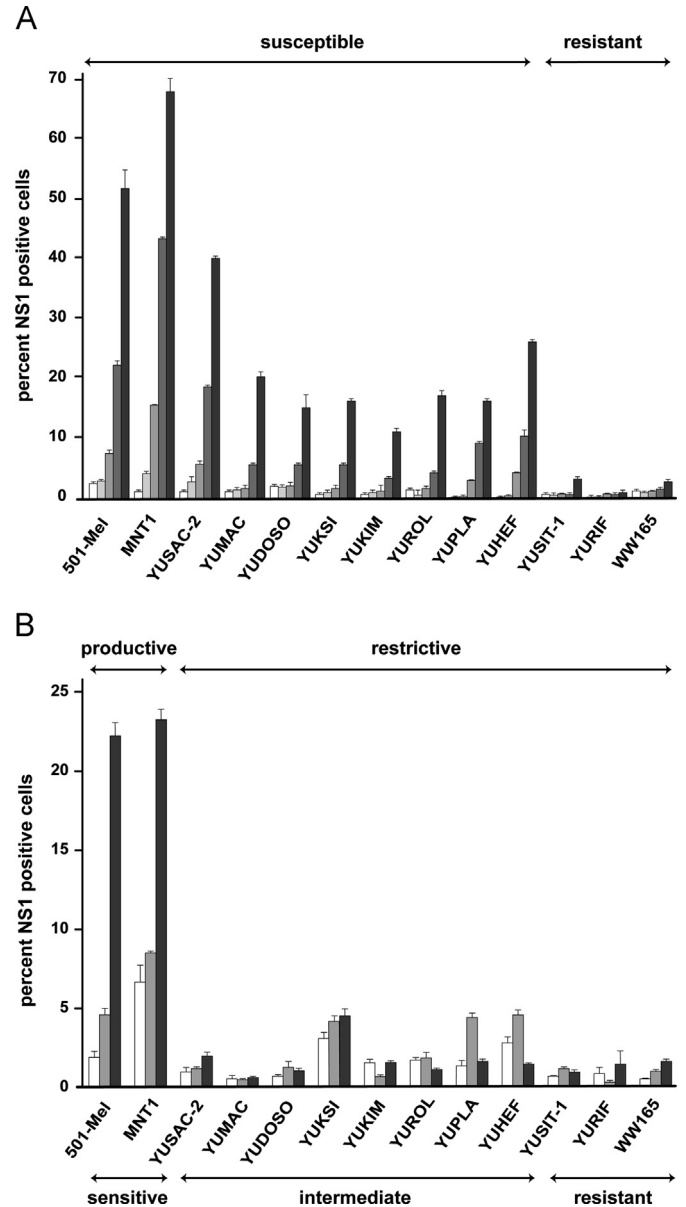 A
susceptible
resistant
percent NS1 positive cells
70
60
50
40
30
20
10
0
501-Mel
MNT1
YUSAC-2
YUMAC
YUDOSO
YUKSI
YUKIM
YUROL
YUPLA
YUHEF
YUSIT-1
YURIF
WW165
B
productive
restrictive
percent NS1 positive cells
25
20
15
10
5
0
501-Mel
MNT1
YUSAC-2
YUMAC
YUDOSO
YUKSI
YUKIM
YUROL
YUPLA
YUHEF
YUSIT-1
YURIF
WW165
sensitive
intermediate
resistant